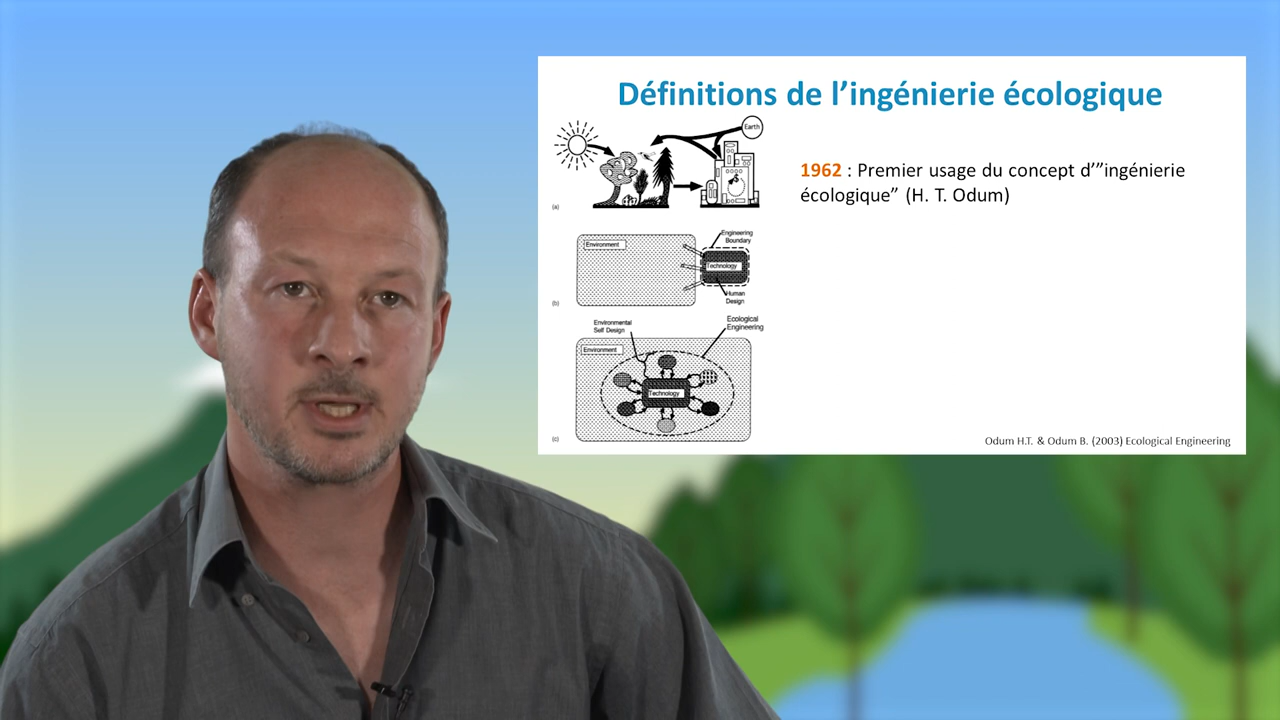 Définitions de l’ingénierie écologique
Earth
(a)
1962 : Premier usage du concept d’”ingénierie
écologique” (H. T. Odum)
Engineering
Boundary
Environment
Technology
Human
Design
(b)
Environmental
Self Design
Ecological
Engineering
Environment
Technology
(c)
Odum H.T. & Odum B. (2003) Ecological Engineering